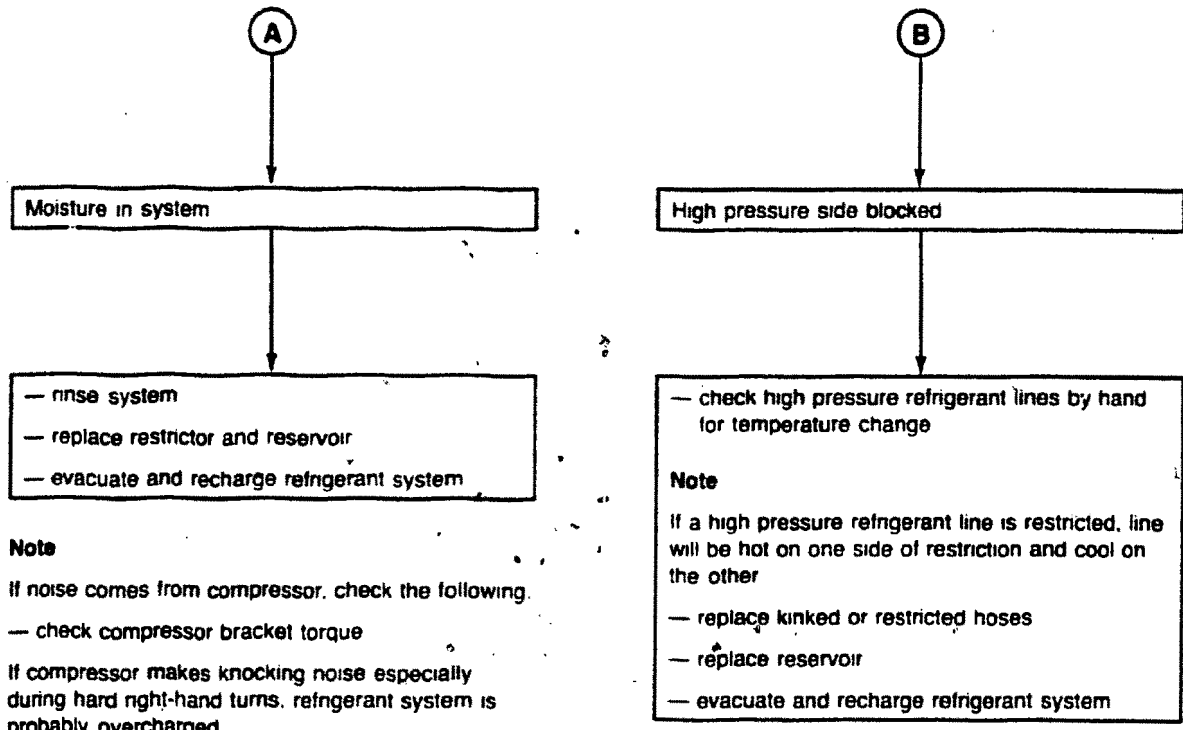 A
Moisture in system
— rinse system
— replace restrictor and reservoir
— evacuate and recharge refrigerant system
Note
If noise comes from compressor, check the following.
— check compressor bracket torque
If compressor makes knocking noise especially
during hard right-hand turns, refrigerant system is
probably overcharged
B
High pressure side blocked
— check high pressure refrigerant lines by hand
for temperature change
Note
If a high pressure refrigerant line is restricted, line
will be hot on one side of restriction and cool on
the other
— replace kinked or restricted hoses
— replace reservoir
— evacuate and recharge refrigerant system